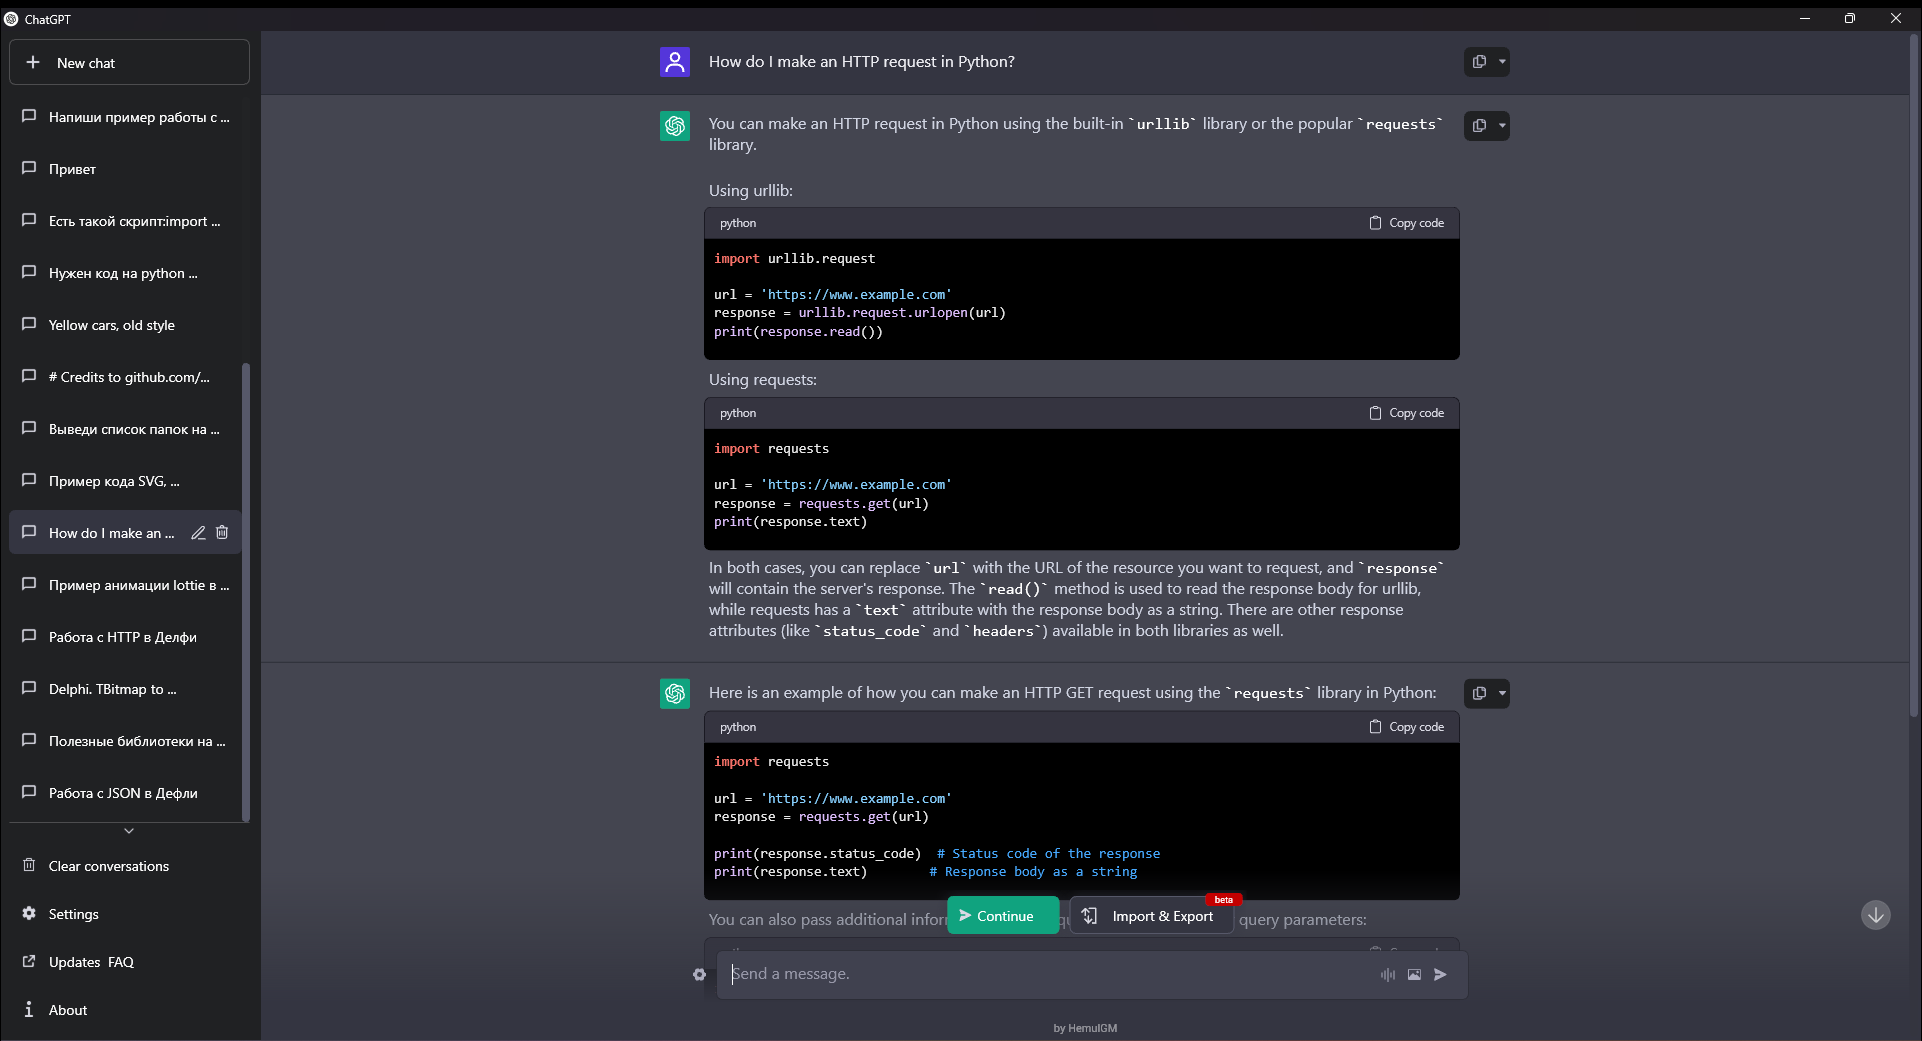 ChatGPT
New chat
Напиши пример работы с ...
Привет
Есть такой скрипт:import ...
Нужен код на python ...
Yellow cars, old style
# Credits to github.com/...
Выведи список папок на ...
Пример кода SVG, ...
How do I make an ...
Пример анимации lottie в ...
Работа с HTTP в Делфи
Delphi. TBitmap to ...
Полезные библиотеки на ...
Работа с JSON в Дефли
Clear conversations
Settings
Updates FAQ
About
How do I make an HTTP request in Python?
You can make an HTTP request in Python using the built-in `urllib` library or the popular `requests`
library.
Using urllib:
python
Copy code
import urllib.request
url = 'https://www.example.com'
response = urllib.request.urlopen(url)
print(response.read())
Using requests:
python
Copy code
import requests
url = 'https://www.example.com'
response = requests.get(url)
print(response.text)
In both cases, you can replace `url` with the URL of the resource you want to request, and `response`
will contain the server's response. The `read()` method is used to read the response body for urllib,
while requests has a `text` attribute with the response body as a string. There are other response
attributes (like `status_code` and `headers`) available in both libraries as well.
Here is an example of how you can make an HTTP GET request using the `requests` library in Python:
python
Copy code
import requests
url = 'https://www.example.com'
response = requests.get(url)
print(response.status_code)  # Status code of the response
print(response.text)        # Response body as a string
You can also pass additional query parameters:
Continue
Import & Export
beta
Send a message.
by HemulGM